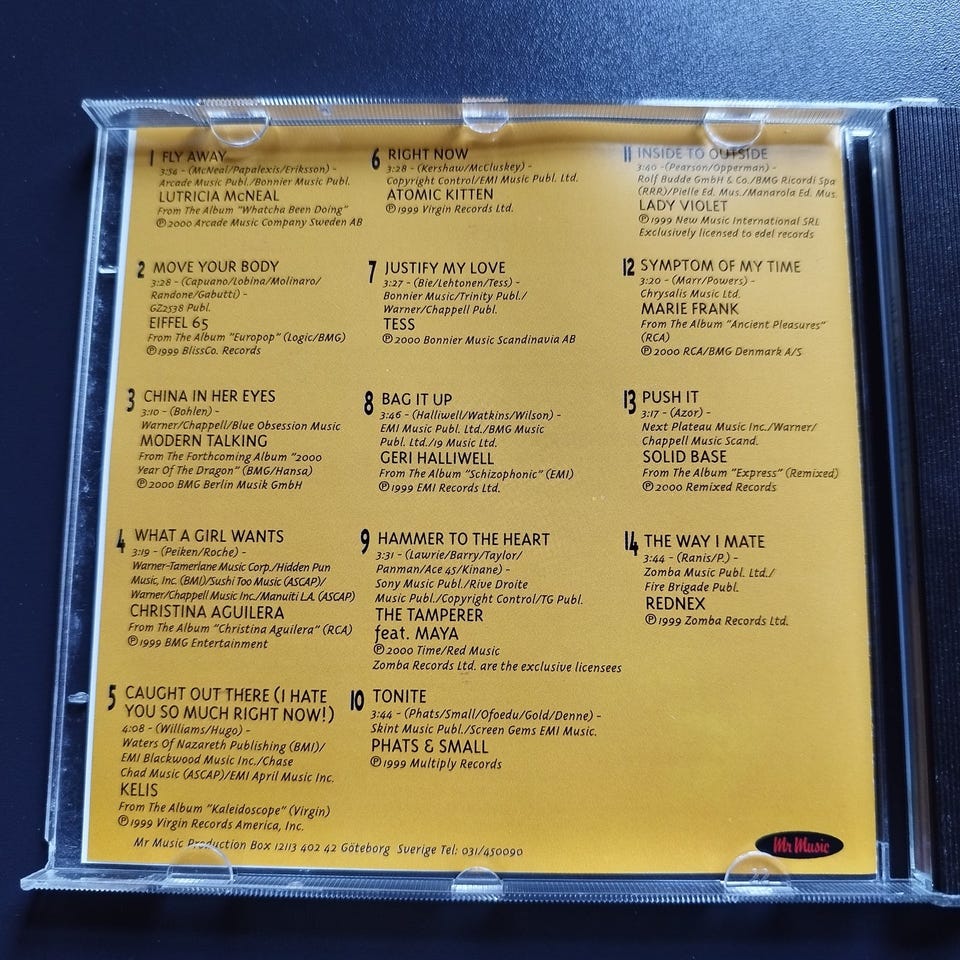 1 FLY AWAY
3:54 - (McNeal/Papalexis/Eriksson) -
Arcade Music Publ./Bonnier Music Publ.
LUTRICIA McNEAL
From The Album "Whatcha Been Doing"
Ⓟ 2000 Arcade Music Company Sweden AB
2 MOVE YOUR BODY
3:28 - (Capuano/Lobina/Molinaro/
Randone/Gabutti) -
GZ2538 Publ.
EIFFEL 65
From The Album "Europop" (Logic/BMG)
Ⓟ 1999 BlissCo. Records
3 CHINA IN HER EYES
3:10 - (Bohlen) -
Warner/Chappell/Blue Obsession Music
MODERN TALKING
From The Forthcoming Album "2000
Year Of The Dragon" (BMG/Hansa)
Ⓟ 2000 BMG Berlin Musik GmbH
4 WHAT A GIRL WANTS
3:19 - (Peiken/Roche) -
Warner-Tamerlane Music Corp./Hidden Pun
Music, Inc. (BMI)/Sushi Too Music (ASCAP)/
Warner/Chappell Music Inc./Manuiti L.A. (ASCAP)
CHRISTINA AGUILERA
From The Album "Christina Aguilera" (RCA)
Ⓟ 1999 BMG Entertainment
5 CAUGHT OUT THERE (I HATE
YOU SO MUCH RIGHT NOW!)
4:08 - (Williams/Hugo) -
Waters Of Nazareth Publishing (BMI)/
EMI Blackwood Music Inc./Chase
Chad Music (ASCAP)/EMI April Music Inc.
KELIS
From The Album "Kaleidoscope" (Virgin)
Ⓟ 1999 Virgin Records America, Inc.
6 RIGHT NOW
3:28 - (Kershaw/McCluskey) -
Copyright Control/EMI Music Publ. Ltd.
ATOMIC KITTEN
Ⓟ 1999 Virgin Records Ltd.
7 JUSTIFY MY LOVE
3:27 - (Bie/Lehtonen/Tess) -
Bonnier Music/Trinity Publ./
Warner/Chappell Publ.
TESS
Ⓟ 2000 Bonnier Music Scandinavia AB
8 BAG IT UP
3:46 - (Halliwell/Watkins/Wilson) -
EMI Music Publ. Ltd./BMG Music
Publ. Ltd./19 Music Ltd.
GERI HALLIWELL
From The Album "Schizophonic" (EMI)
Ⓟ 1999 EMI Records Ltd.
9 HAMMER TO THE HEART
3:31 - (Lawrie/Barry/Taylor/
Panman/Ace 45/Kinane) -
Sony Music Publ./Rive Droite
Music Publ./Copyright Control/TG Publ.
THE TAMPERER
feat. MAYA
Ⓟ 2000 Time/Red Music
Zomba Records Ltd. are the exclusive licensees
10 TONITE
3:44 - (Phats/Small/Ofoedu/Gold/Denne) -
Skint Music Publ./Screen Gems EMI Music.
PHATS & SMALL
Ⓟ 1999 Multiply Records
11 INSIDE TO OUTSIDE
3:40 - (Pearson/Opperman) -
Rolf Budde GmbH & Co./BMG Ricordi Spa
(RRR)/Pielle Ed. Mus./Manarola Ed. Mus.
LADY VIOLET
Ⓟ 1999 New Music International SRL
Exclusively licensed to edel records
12 SYMPTOM OF MY TIME
3:20 - (Marr/Powers) -
Chrysalis Music Ltd.
MARIE FRANK
From The Album "Ancient Pleasures"
(RCA)
Ⓟ 2000 RCA/BMG Denmark A/S
13 PUSH IT
3:17 - (Azor) -
Next Plateau Music Inc./Warner/
Chappell Music Scand.
SOLID BASE
From The Album "Express" (Remixed)
Ⓟ 2000 Remixed Records
14 THE WAY I MATE
3:44 - (Ranis/P.) -
Zomba Music Publ. Ltd./
Fire Brigade Publ.
REDNEX
Ⓟ 1999 Zomba Records Ltd.
Mr Music Production Box 12113 402 42 Göteborg Sverige Tel: 031/450090
Mr Music